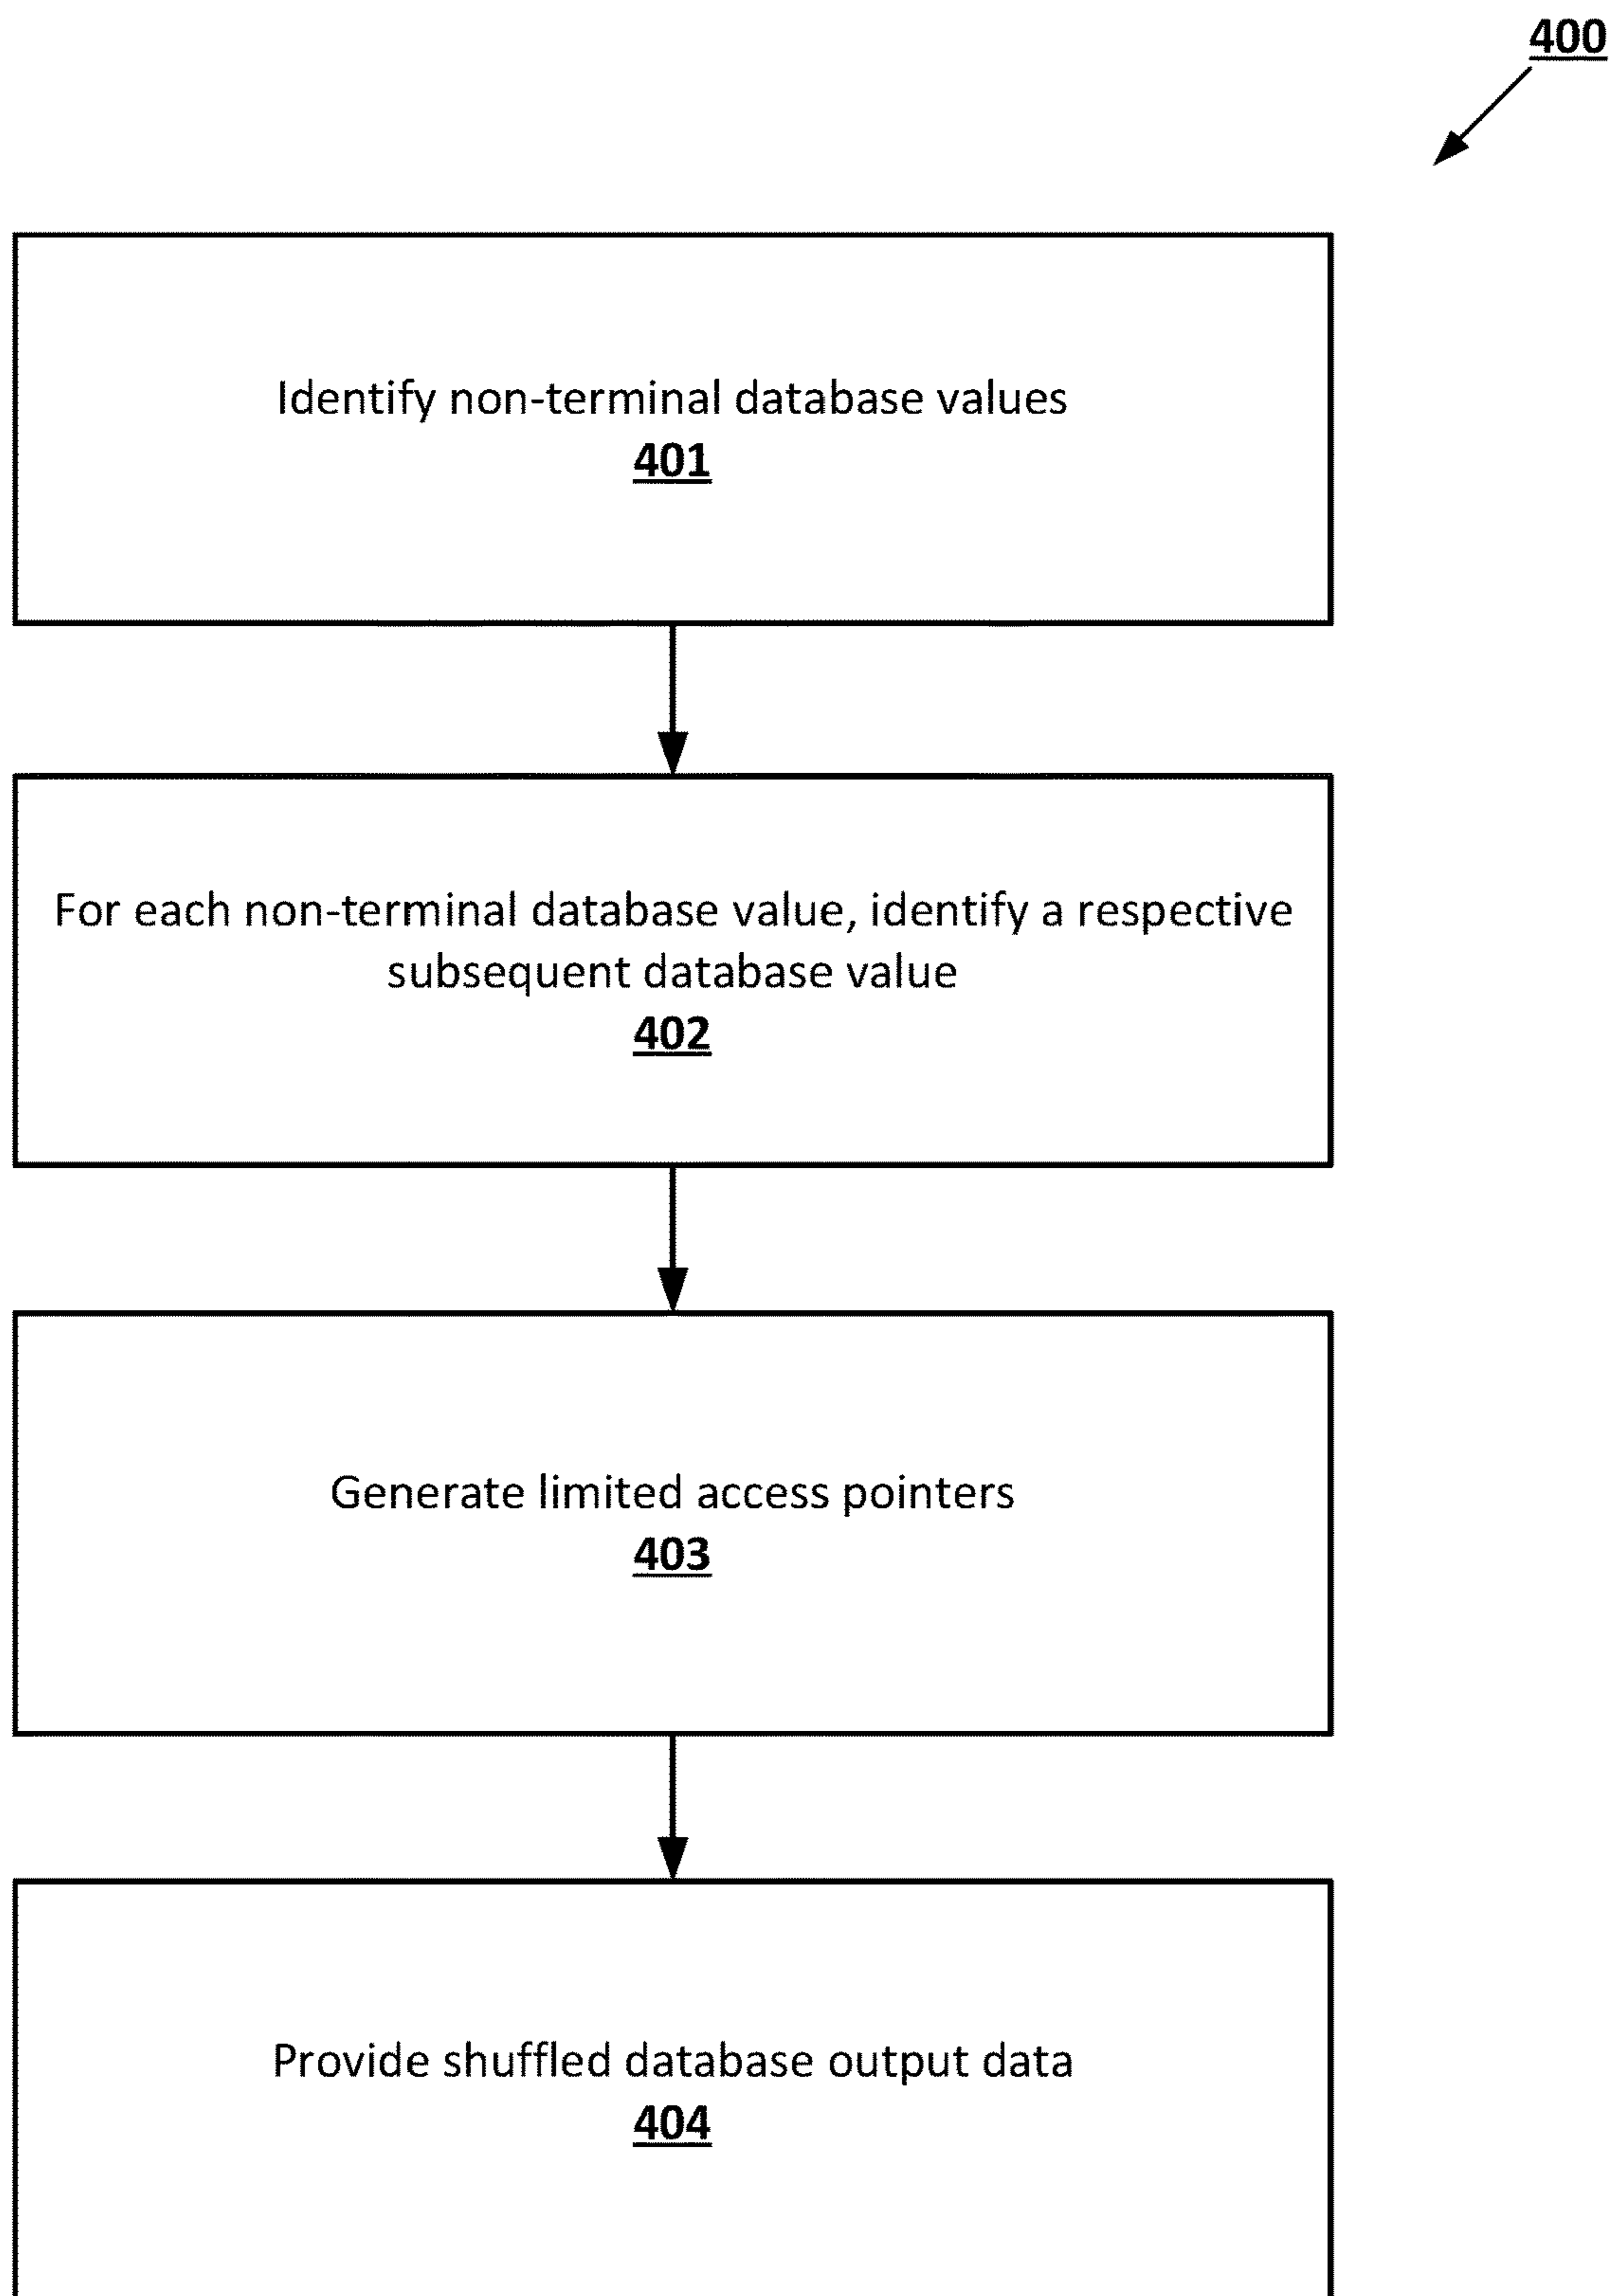 400
Identify non-terminal database values
401
For each non-terminal database value, identify a respective
subsequent database value
402
Generate limited access pointers
403
Provide shuffled database output data
404